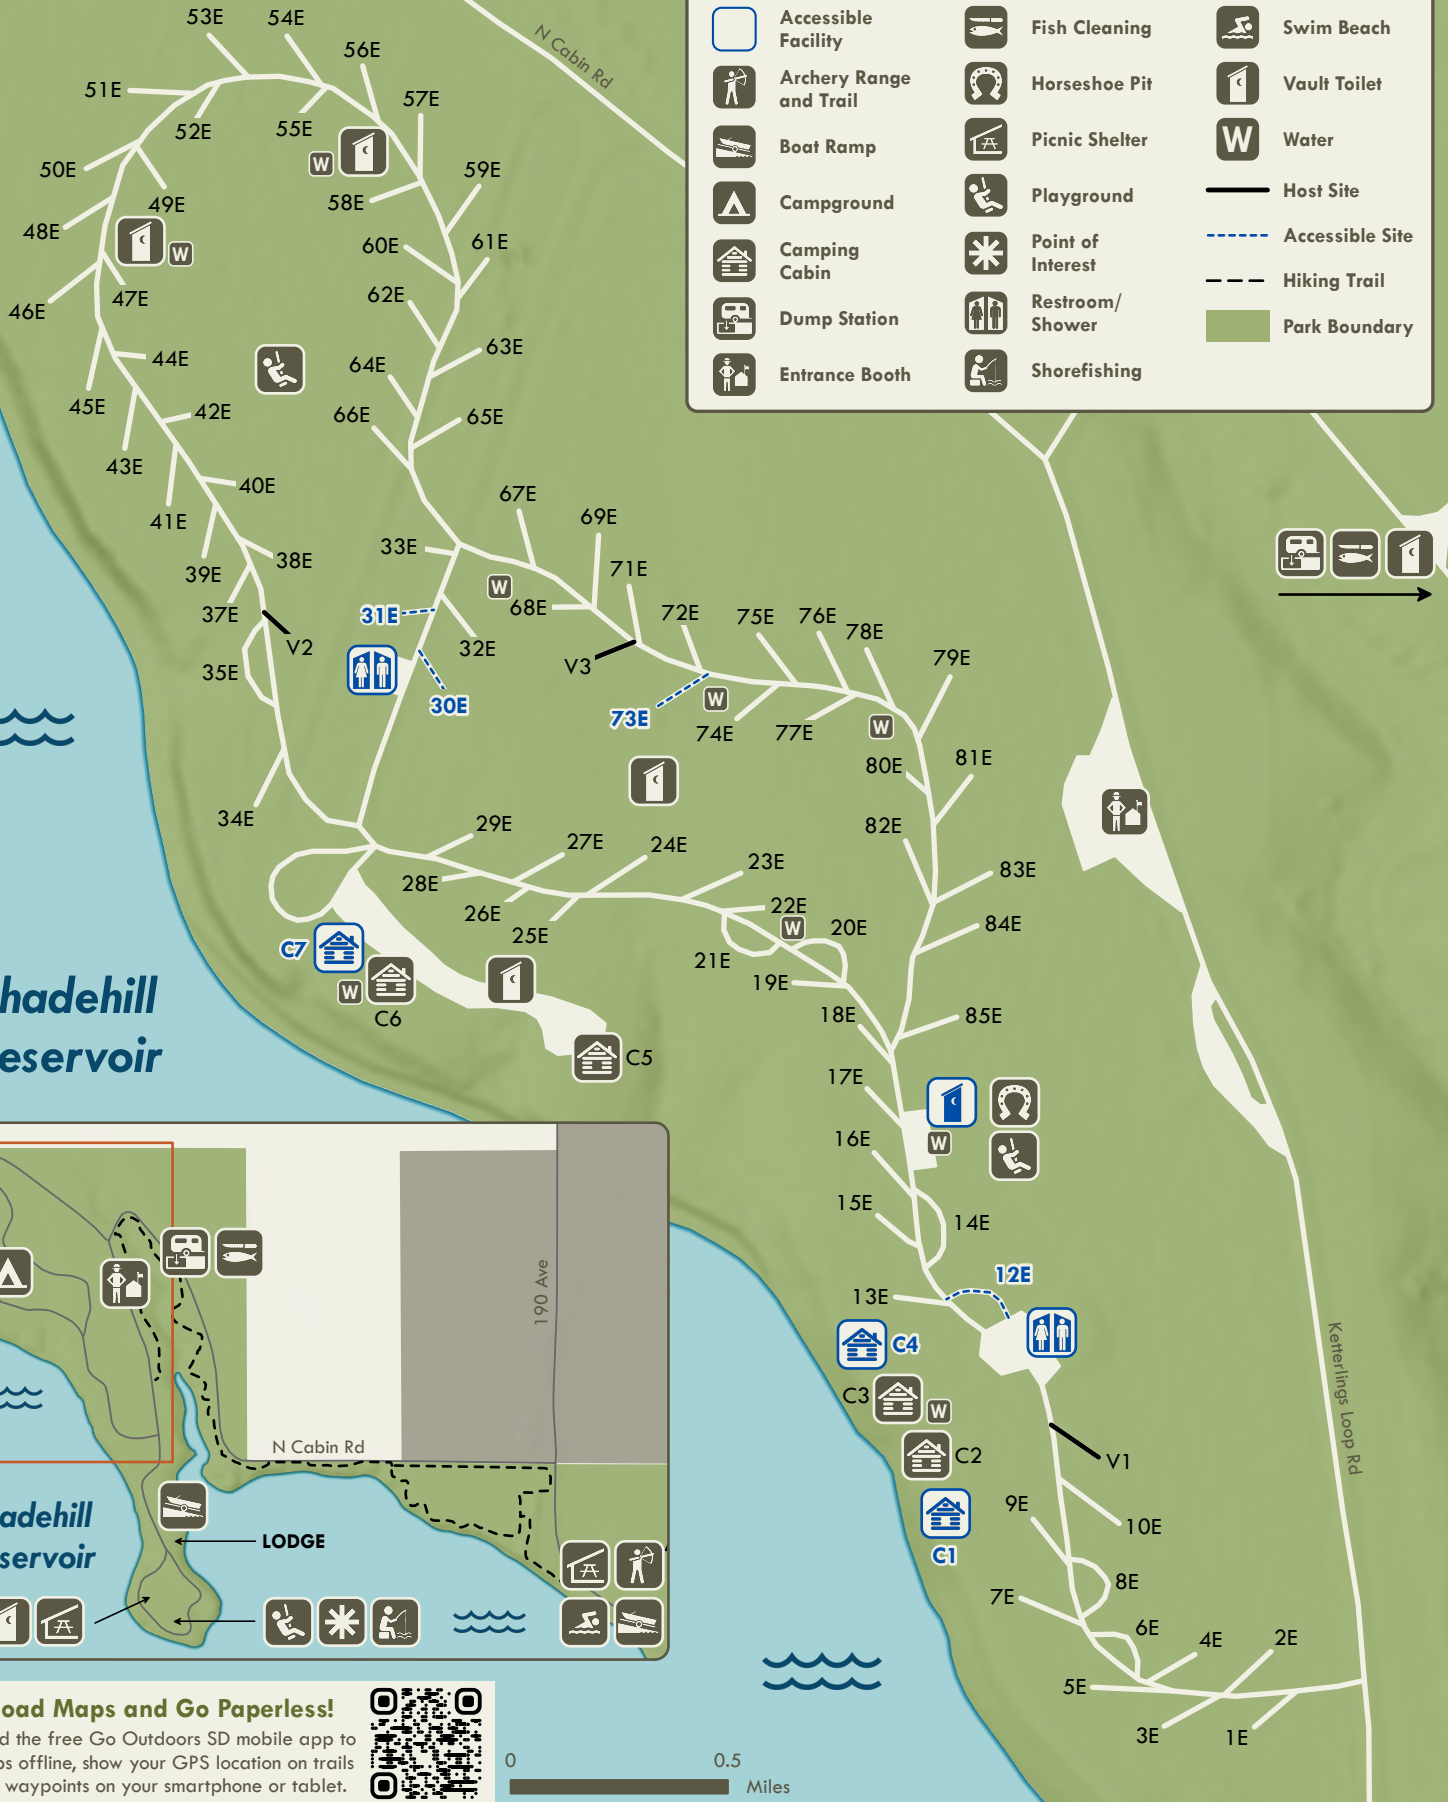 53E
54E
56E
51E
57E
52E
55E
W
50E
59E
49E
58E
48E
60E
61E
W
46E
47E
62E
44E
63E
64E
45E
42E
66E
65E
43E
40E
67E
41E
69E
33E
38E
39E
71E
W
68E
37E
31E
72E
75E
76E
78E
V2
32E
V3
79E
35E
30E
73E
W
74E
77E
W
80E
81E
34E
29E
82E
27E
24E
23E
83E
28E
26E
25E
22E
W
20E
84E
21E
C7
19E
W
C6
18E
85E
C5
17E
W
16E
15E
14E
12E
13E
C4
C3
W
C2
V1
9E
10E
C1
8E
7E
6E
4E
2E
5E
3E
1E
N Cabin Rd
Ketterlings Loop Rd
Accessible
Facility
Archery Range
and Trail
Boat Ramp
Campground
Camping
Cabin
Dump Station
Entrance Booth
Fish Cleaning
Horseshoe Pit
Picnic Shelter
Playground
Point of
Interest
Restroom/
Shower
Shorefishing
Swim Beach
Vault Toilet
W Water
Host Site
Accessible Site
Hiking Trail
Park Boundary
hadehill
eservoir
190 Ave
N Cabin Rd
adehill
servoir
LODGE
oad Maps and Go Paperless!
d the free Go Outdoors SD mobile app to
ps offline, show your GPS location on trails
waypoints on your smartphone or tablet.
0 0.5
Miles